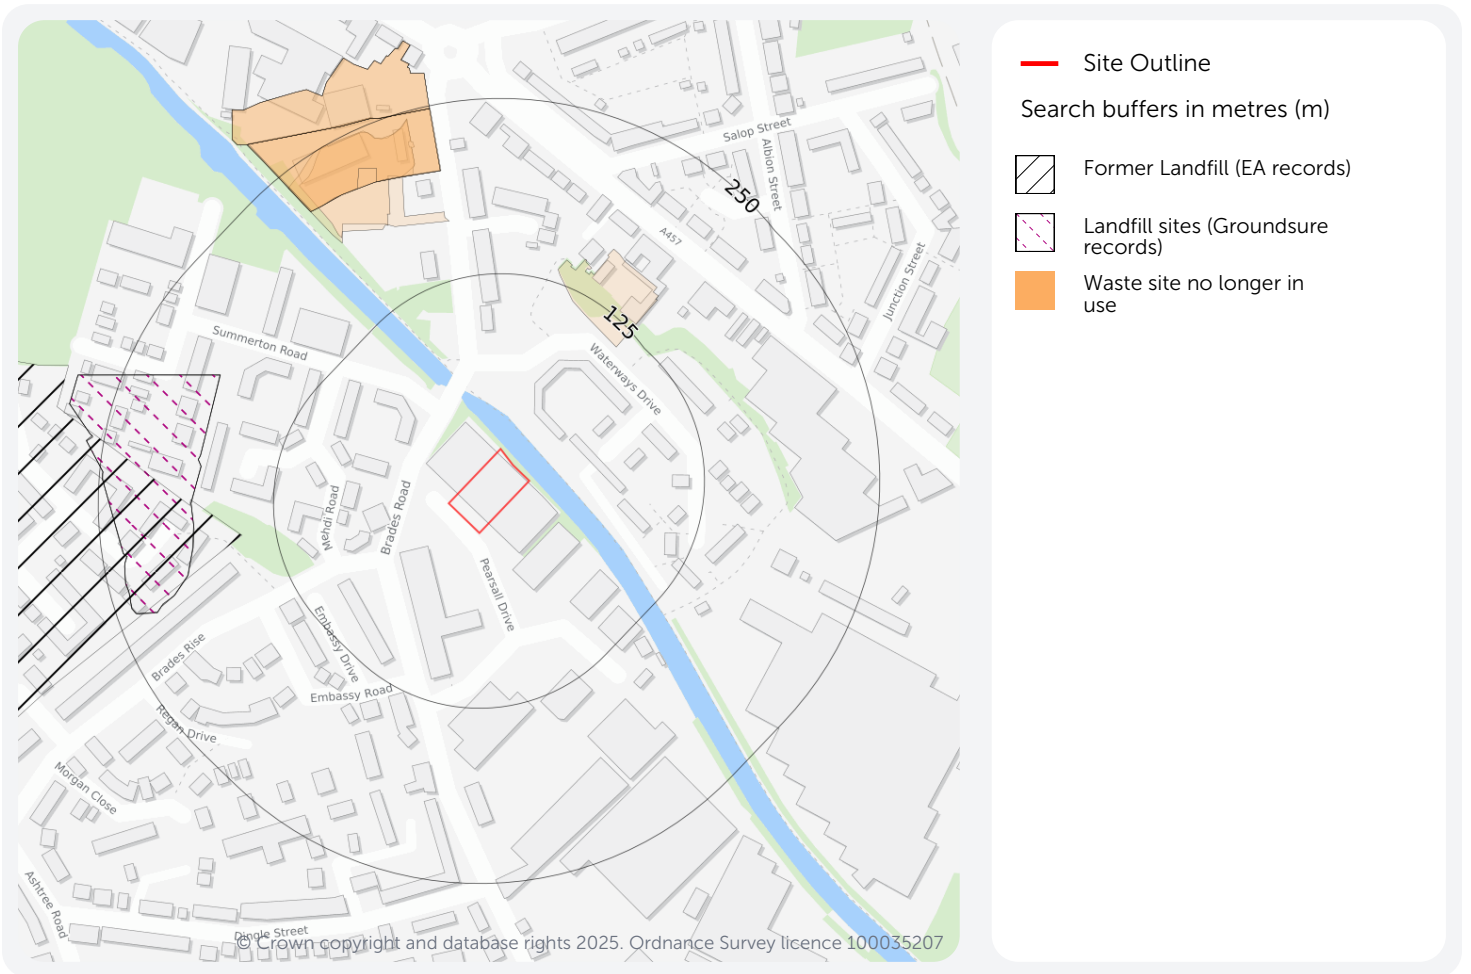 Salop Street
Albion Street
250
A457
Junction Street
125
Summerton Road
Waterways Drive
Mahdi Road
Brades Road
Pearsall Drive
Embassy Drive
Brades Rise
Embassy Road
Regan Drive
Morgan Close
Ashtree Road
Dingle Street
© Crown copyright and database rights 2025. Ordnance Survey licence 100035207
Site Outline
Search buffers in metres (m)
Former Landfill (EA records)
Landfill sites (Groundsure
records)
Waste site no longer in
use